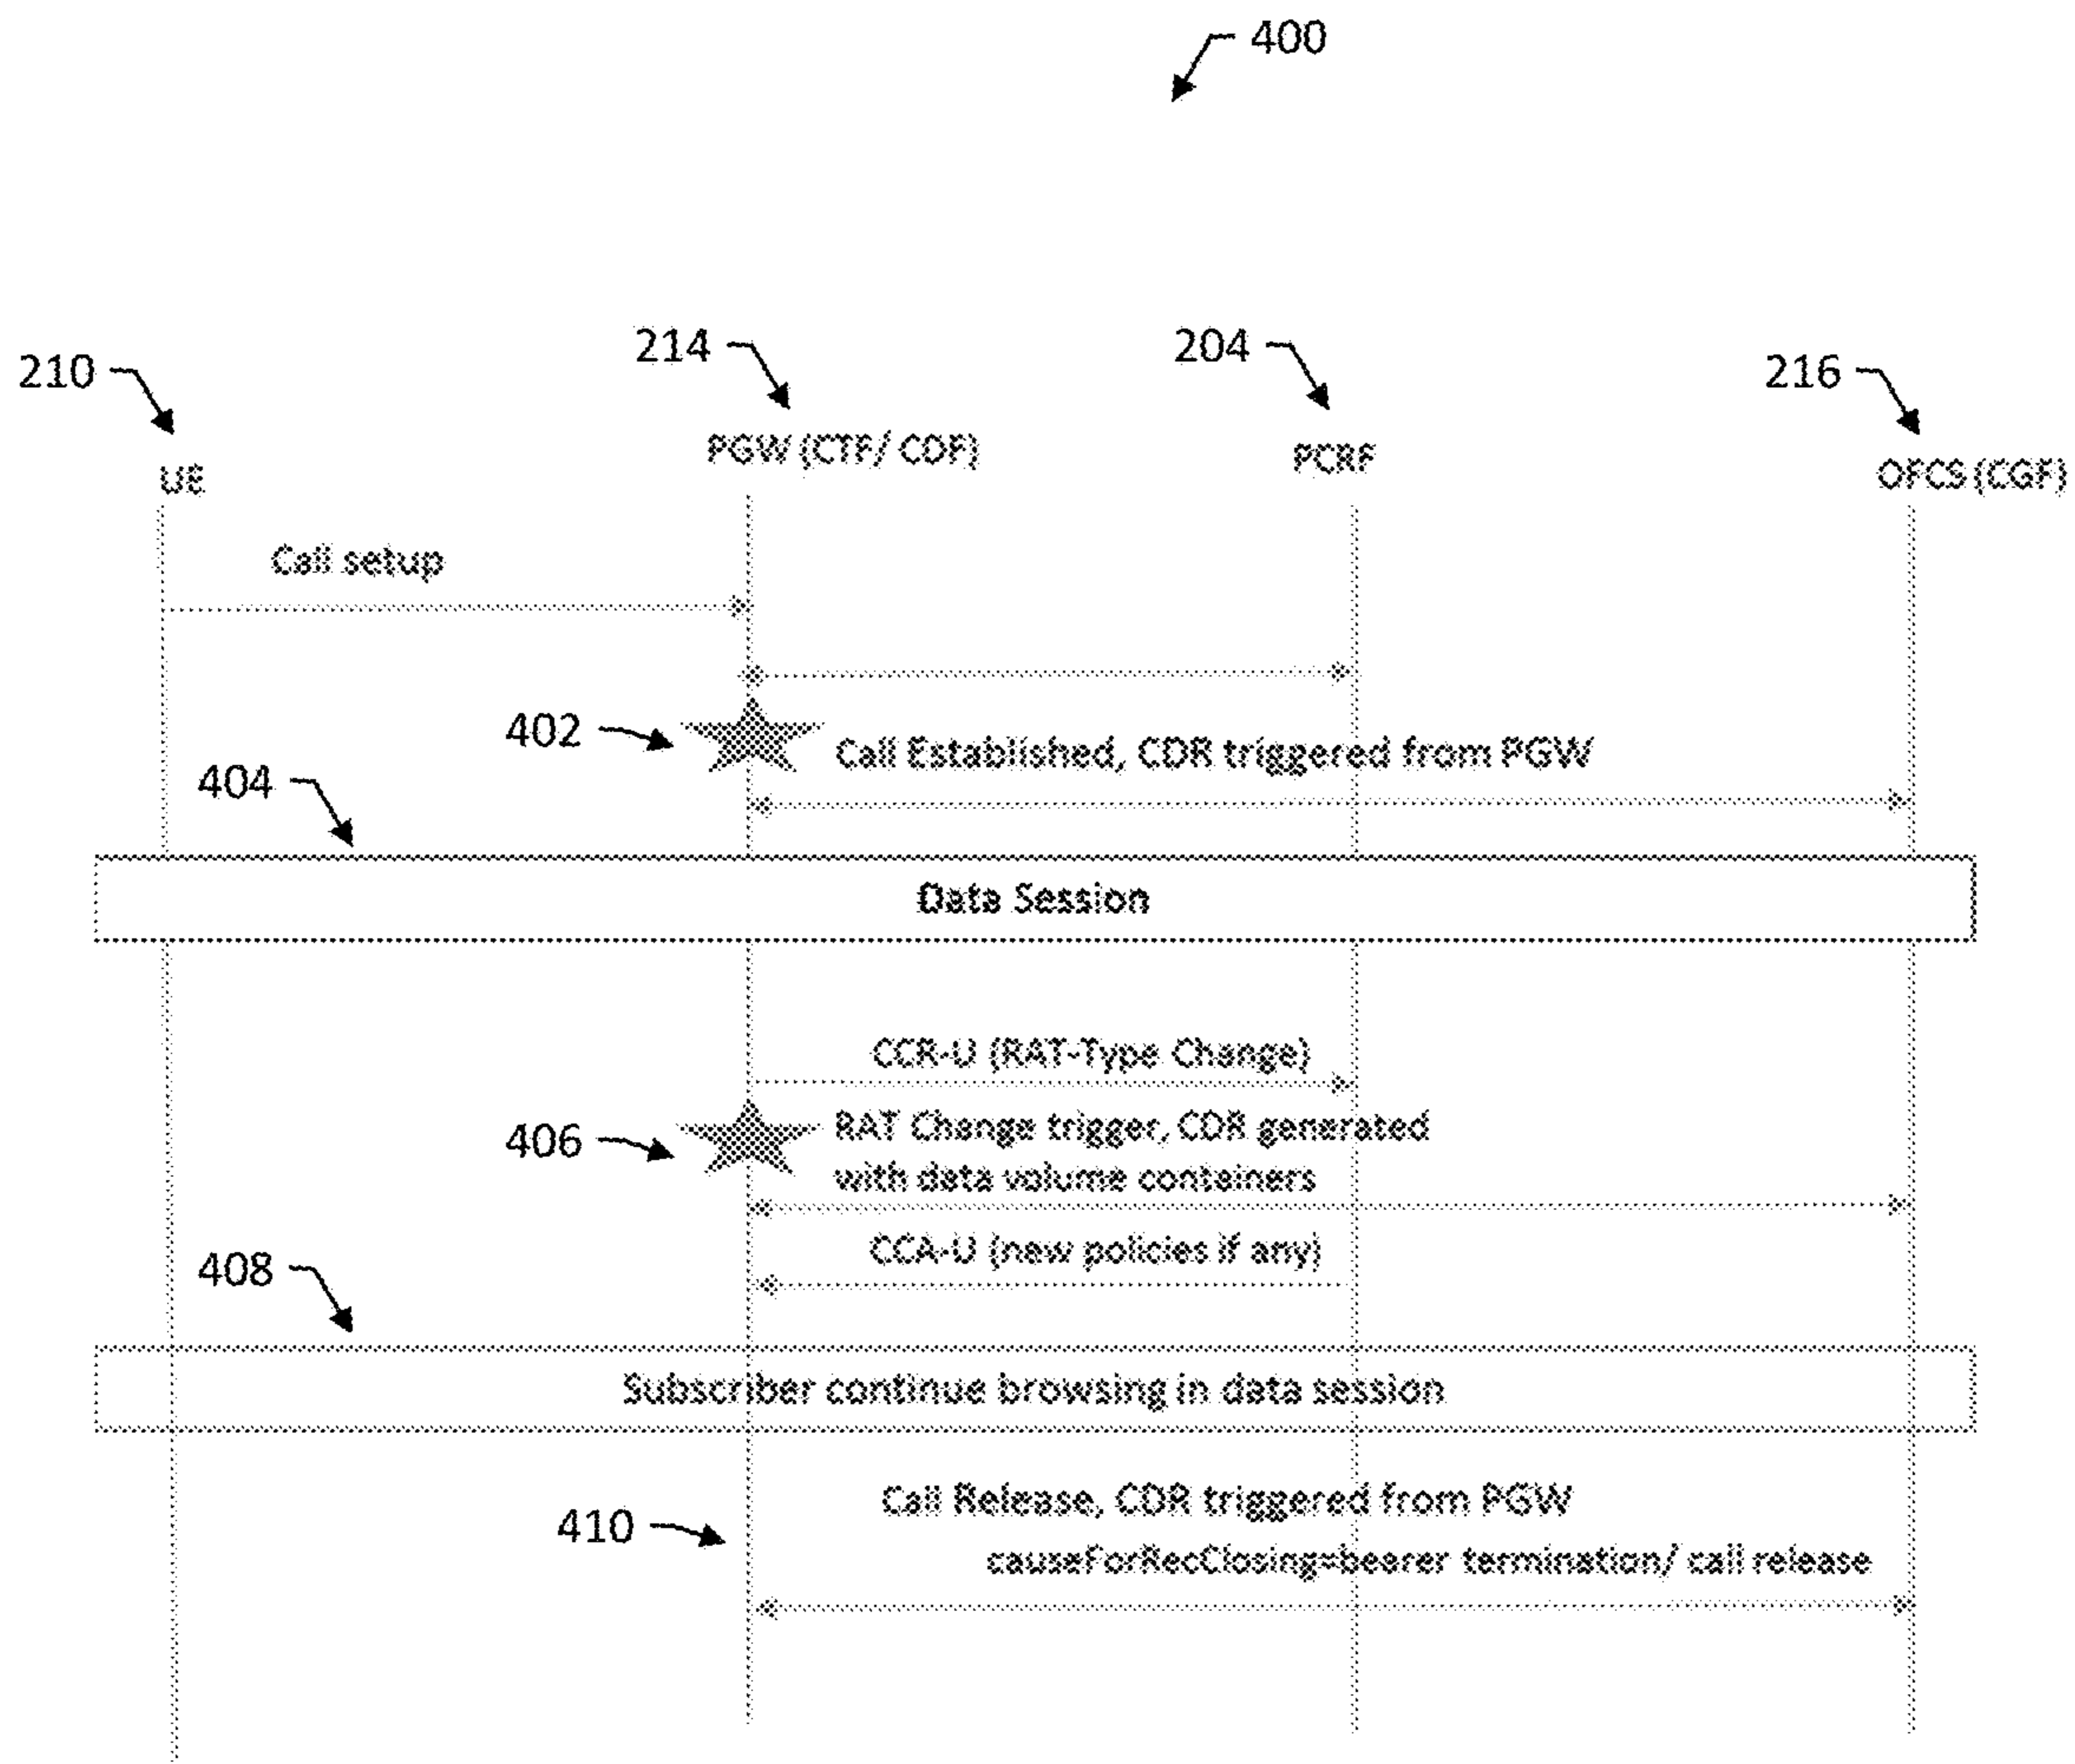 400
214
204
210
216
PGW (CTF/ CDF)
PCRF
UE
OFCS (CGF)
Call setup
402
Call Established, CDR triggered from PGW
404
Data Session
CCR-U (RAT-Type Change)
406
RAT Change trigger, CDR generated
with data volume containers
CCA-U (new policies if any)
408
Subscriber continue browsing in data session
Call Release, CDR triggered from PGW
410
causeForRecClosing=bearer termination/ call release